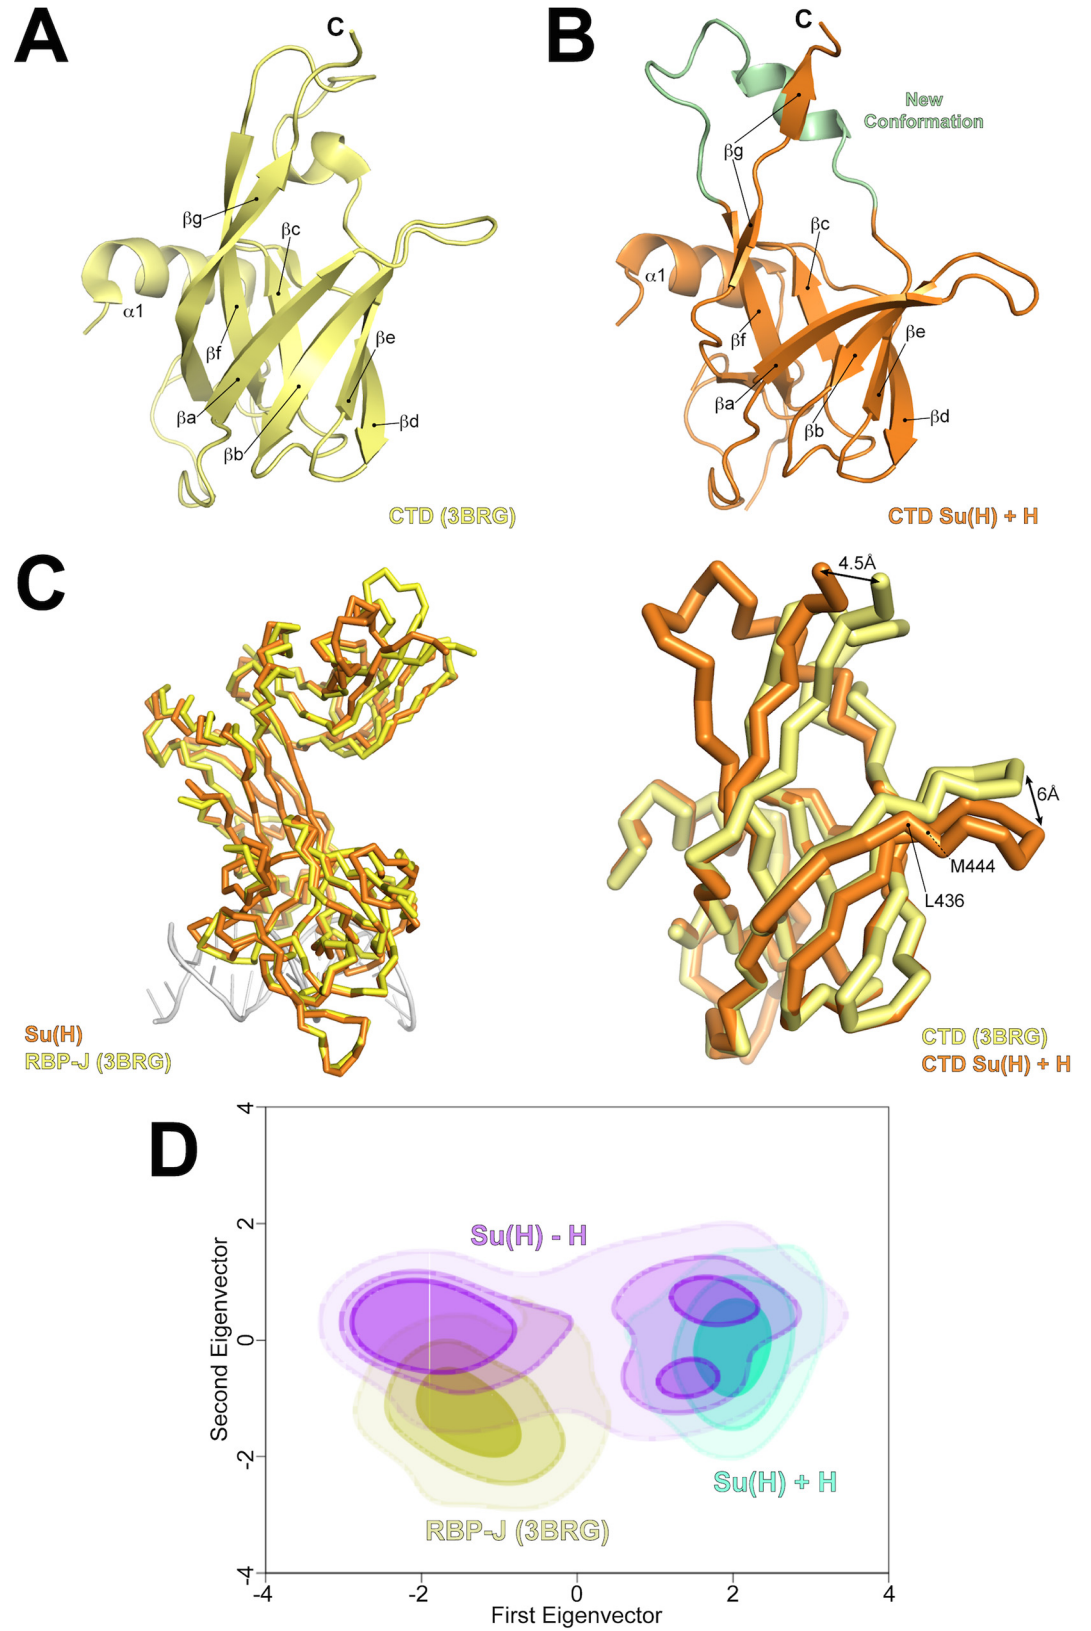 A
C
βg
βc
α1
βf
βe
βa
βd
βb
CTD (3BRG)
B
C
New
Conformation
βg
βc
α1
βf
βe
βa
βd
βb
CTD Su(H) + H
C
4.5Å
6Å
M444
L436
Su(H)
RBP-J (3BRG)
CTD (3BRG)
CTD Su(H) + H
D
4
2
0
-2
-4
Second Eigenvector
Su(H) - H
Su(H) + H
RBP-J (3BRG)
-4
-2
0
2
4
First Eigenvector